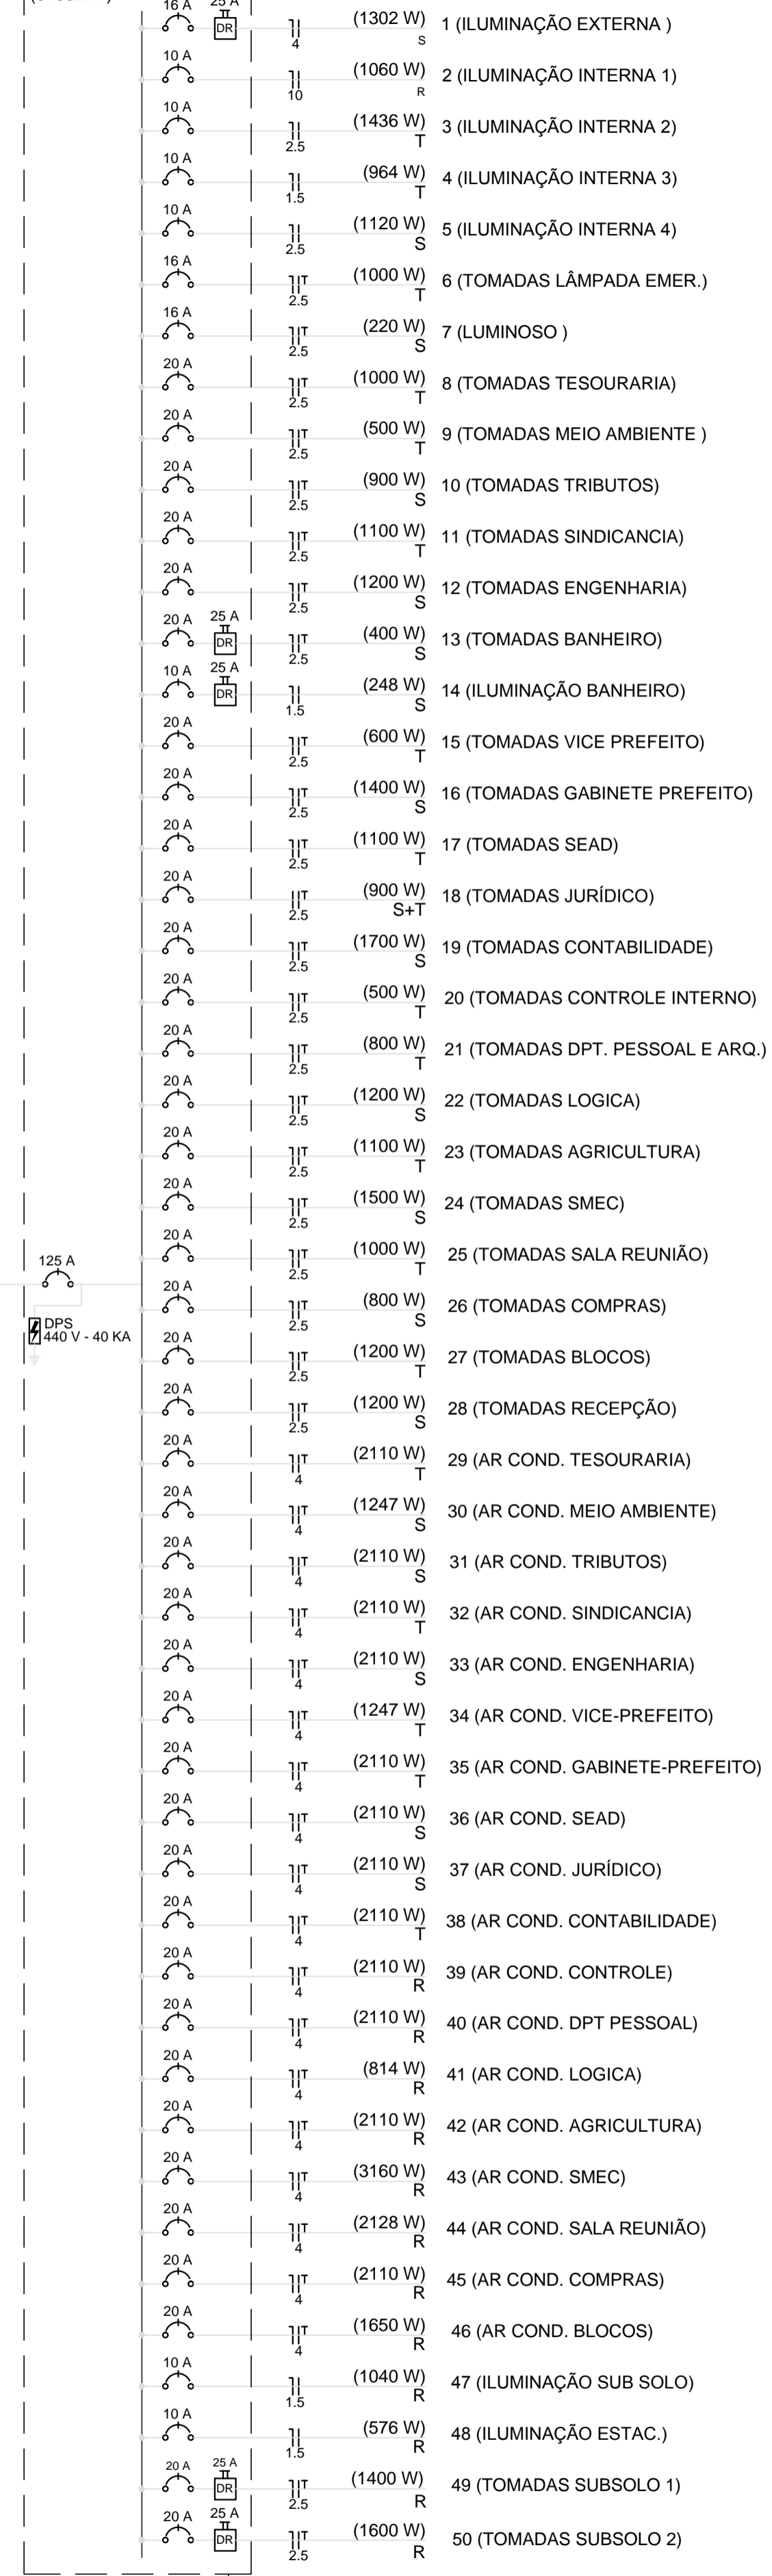 16 A 25 A DR 4 (1302 W) S 1 (ILUMINAÇÃO EXTERNA )
10 A 10 (1060 W) R 2 (ILUMINAÇÃO INTERNA 1)
10 A 2.5 (1436 W) T 3 (ILUMINAÇÃO INTERNA 2)
10 A 1.5 (964 W) T 4 (ILUMINAÇÃO INTERNA 3)
10 A 2.5 (1120 W) S 5 (ILUMINAÇÃO INTERNA 4)
16 A T 2.5 (1000 W) T 6 (TOMADAS LÂMPADA EMER.)
16 A T 2.5 (220 W) S 7 (LUMINOSO )
20 A T 2.5 (1000 W) T 8 (TOMADAS TESOURARIA)
20 A T 2.5 (500 W) T 9 (TOMADAS MEIO AMBIENTE )
20 A T 2.5 (900 W) S 10 (TOMADAS TRIBUTOS)
20 A T 2.5 (1100 W) T 11 (TOMADAS SINDICANCIA)
20 A T 2.5 (1200 W) S 12 (TOMADAS ENGENHARIA)
20 A 25 A DR T 2.5 (400 W) S 13 (TOMADAS BANHEIRO)
10 A 25 A DR 1.5 (248 W) S 14 (ILUMINAÇÃO BANHEIRO)
20 A T 2.5 (600 W) T 15 (TOMADAS VICE PREFEITO)
20 A T 2.5 (1400 W) S 16 (TOMADAS GABINETE PREFEITO)
20 A T 2.5 (1100 W) T 17 (TOMADAS SEAD)
20 A T 2.5 (900 W) S+T 18 (TOMADAS JURÍDICO)
20 A T 2.5 (1700 W) S 19 (TOMADAS CONTABILIDADE)
20 A T 2.5 (500 W) T 20 (TOMADAS CONTROLE INTERNO)
20 A T 2.5 (800 W) T 21 (TOMADAS DPT. PESSOAL E ARQ.)
20 A T 2.5 (1200 W) S 22 (TOMADAS LOGICA)
20 A T 2.5 (1100 W) T 23 (TOMADAS AGRICULTURA)
20 A T 2.5 (1500 W) S 24 (TOMADAS SMEC)
20 A T 2.5 (1000 W) T 25 (TOMADAS SALA REUNIÃO)
125 A
20 A T 2.5 (800 W) S 26 (TOMADAS COMPRAS)
DPS
440 V - 40 KA
20 A T 2.5 (1200 W) T 27 (TOMADAS BLOCOS)
20 A T 2.5 (1200 W) S 28 (TOMADAS RECEPÇÃO)
20 A T 4 (2110 W) T 29 (AR COND. TESOURARIA)
20 A T 4 (1247 W) S 30 (AR COND. MEIO AMBIENTE)
20 A T 4 (2110 W) S 31 (AR COND. TRIBUTOS)
20 A T 4 (2110 W) T 32 (AR COND. SINDICANCIA)
20 A T 4 (2110 W) S 33 (AR COND. ENGENHARIA)
20 A T 4 (1247 W) T 34 (AR COND. VICE-PREFEITO)
20 A T 4 (2110 W) T 35 (AR COND. GABINETE-PREFEITO)
20 A T 4 (2110 W) S 36 (AR COND. SEAD)
20 A T 4 (2110 W) S 37 (AR COND. JURÍDICO)
20 A T 4 (2110 W) T 38 (AR COND. CONTABILIDADE)
20 A T 4 (2110 W) R 39 (AR COND. CONTROLE)
20 A T 4 (2110 W) R 40 (AR COND. DPT PESSOAL)
20 A T 4 (814 W) R 41 (AR COND. LOGICA)
20 A T 4 (2110 W) R 42 (AR COND. AGRICULTURA)
20 A T 4 (3160 W) R 43 (AR COND. SMEC)
20 A T 4 (2128 W) R 44 (AR COND. SALA REUNIÃO)
20 A T 4 (2110 W) R 45 (AR COND. COMPRAS)
20 A T 4 (1650 W) R 46 (AR COND. BLOCOS)
10 A 1.5 (1040 W) R 47 (ILUMINAÇÃO SUB SOLO)
10 A 1.5 (576 W) R 48 (ILUMINAÇÃO ESTAC.)
20 A 25 A DR T 2.5 (1400 W) R 49 (TOMADAS SUBSOLO 1)
20 A 25 A DR T 2.5 (1600 W) R 50 (TOMADAS SUBSOLO 2)